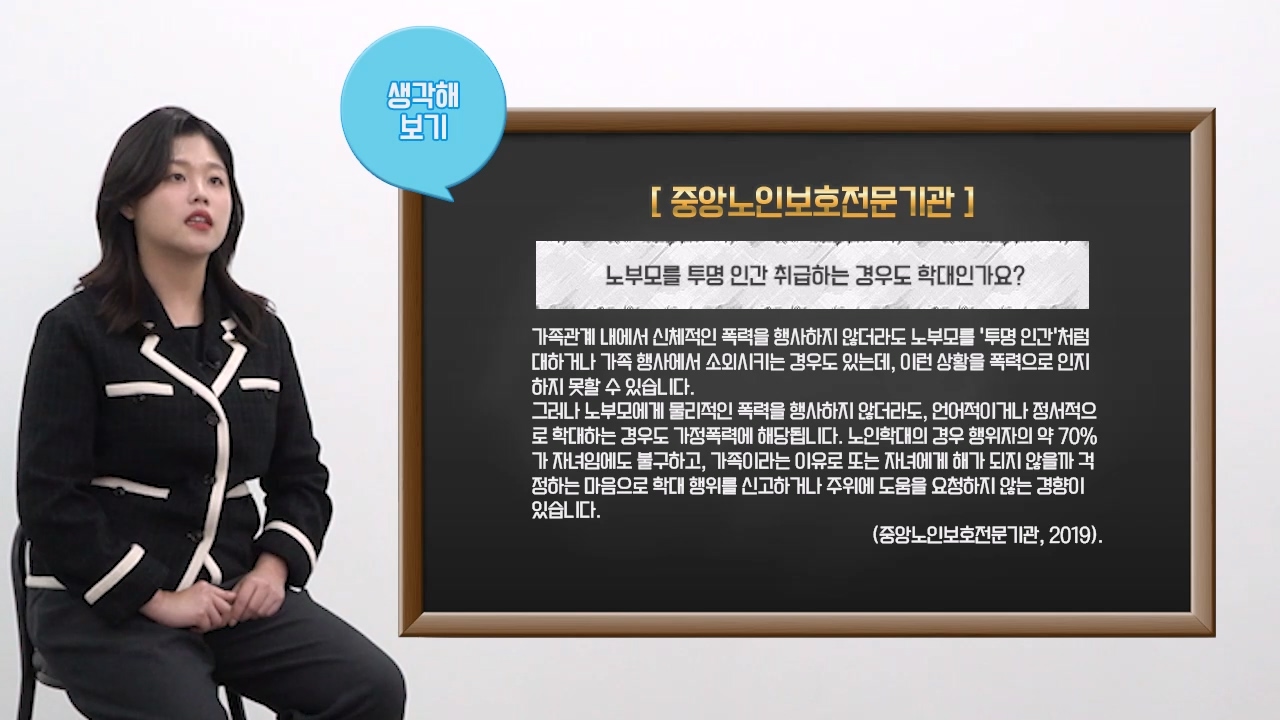 생각해
보기
[ 중앙노인보호전문기관 ]
노부모를 투명 인간 취급하는 경우도 학대인가요?
가족관계 내에서 신체적인 폭력을 행사하지 않더라도 노부모를 '투명 인간'처럼
대하거나 가족 행사에서 소외시키는 경우도 있는데, 이런 상황을 폭력으로 인지
하지 못할 수 있습니다.
그러나 노부모에게 물리적인 폭력을 행사하지 않더라도, 언어적이거나 정서적으
로 학대하는 경우도 가정폭력에 해당됩니다. 노인학대의 경우 행위자의 약 70%
가 자녀임에도 불구하고, 가족이라는 이유로 또는 자녀에게 해가 되지 않을까 걱
정하는 마음으로 학대 행위를 신고하거나 주위에 도움을 요청하지 않는 경향이
있습니다.
(중앙노인보호전문기관, 2019).